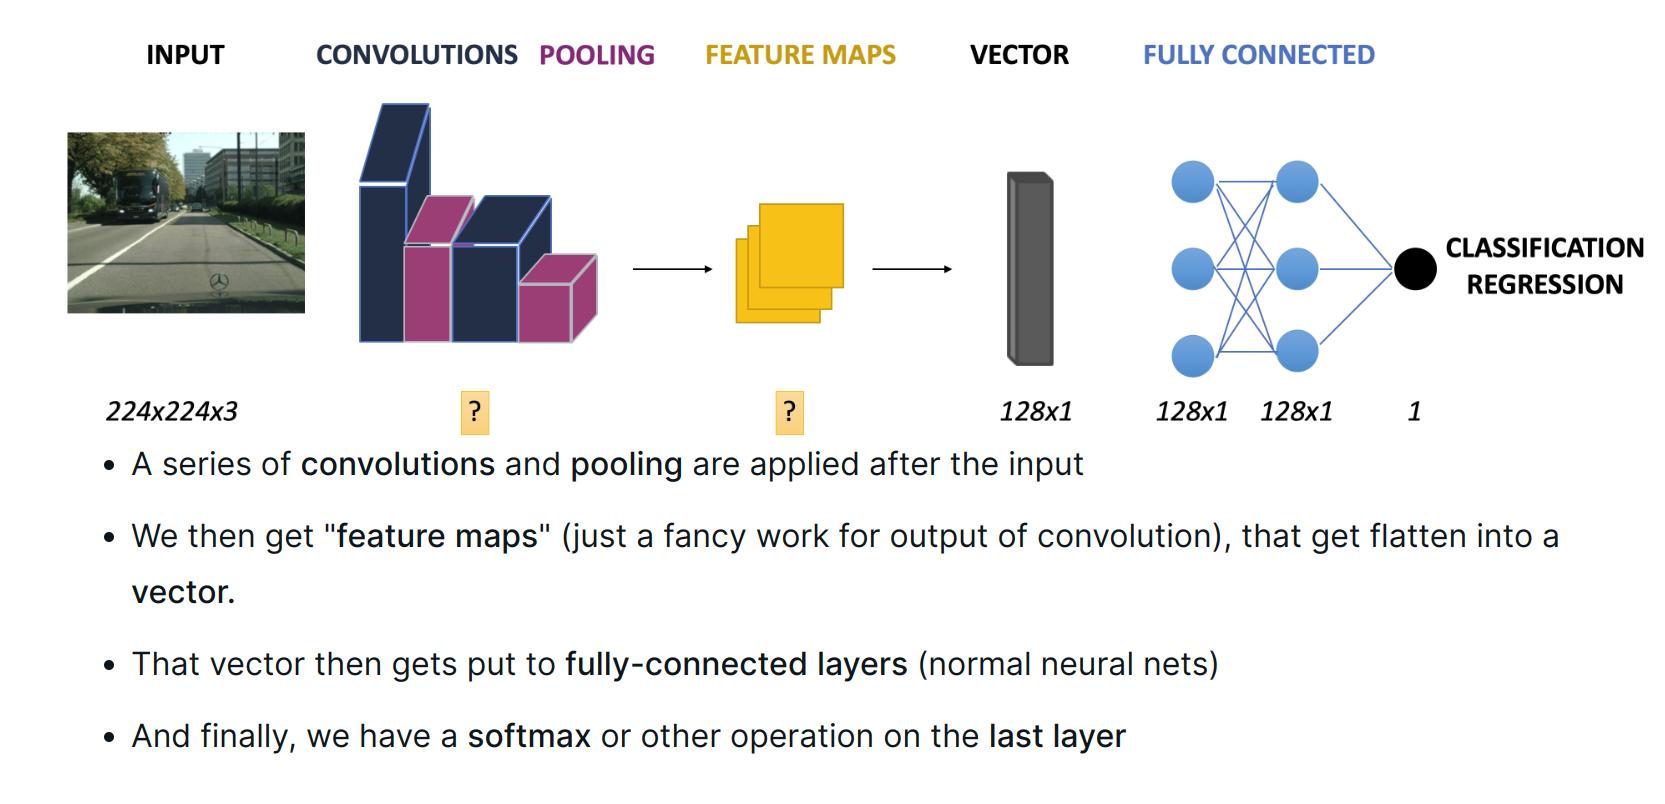 INPUT CONVOLUTIONS POOLING FEATURE MAPS VECTOR FULLY CONNECTED
CLASSIFICATION
REGRESSION
224x224x3 ? ? 128x1 128x1 128x1 1
• A series of convolutions and pooling are applied after the input
• We then get "feature maps" (just a fancy work for output of convolution), that get flatten into a
vector.
• That vector then gets put to fully-connected layers (normal neural nets)
• And finally, we have a softmax or other operation on the last layer